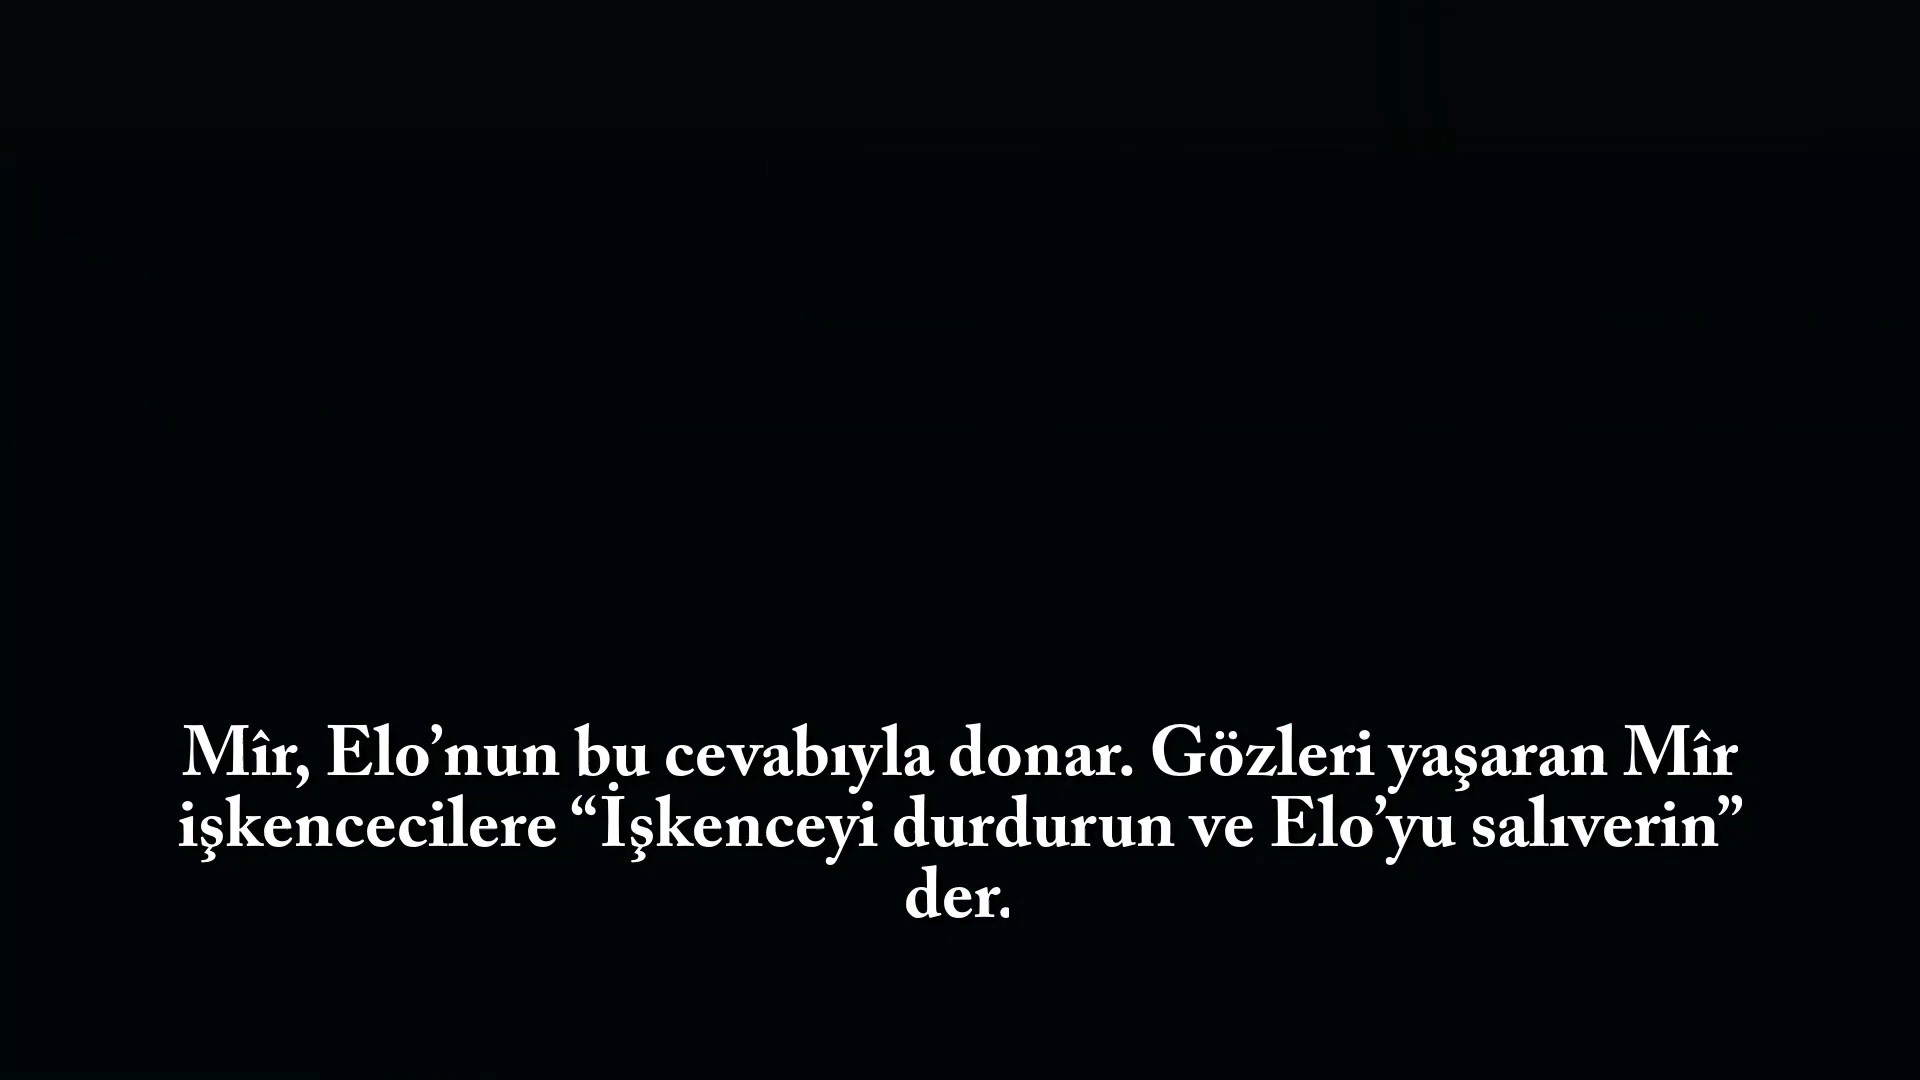 Mîr, Elo’nun bu cevabıyla donar. Gözleri yaşaran Mîr
işkencecilere “İşkenceyi durdurun ve Elo’yu salıverin”
der.